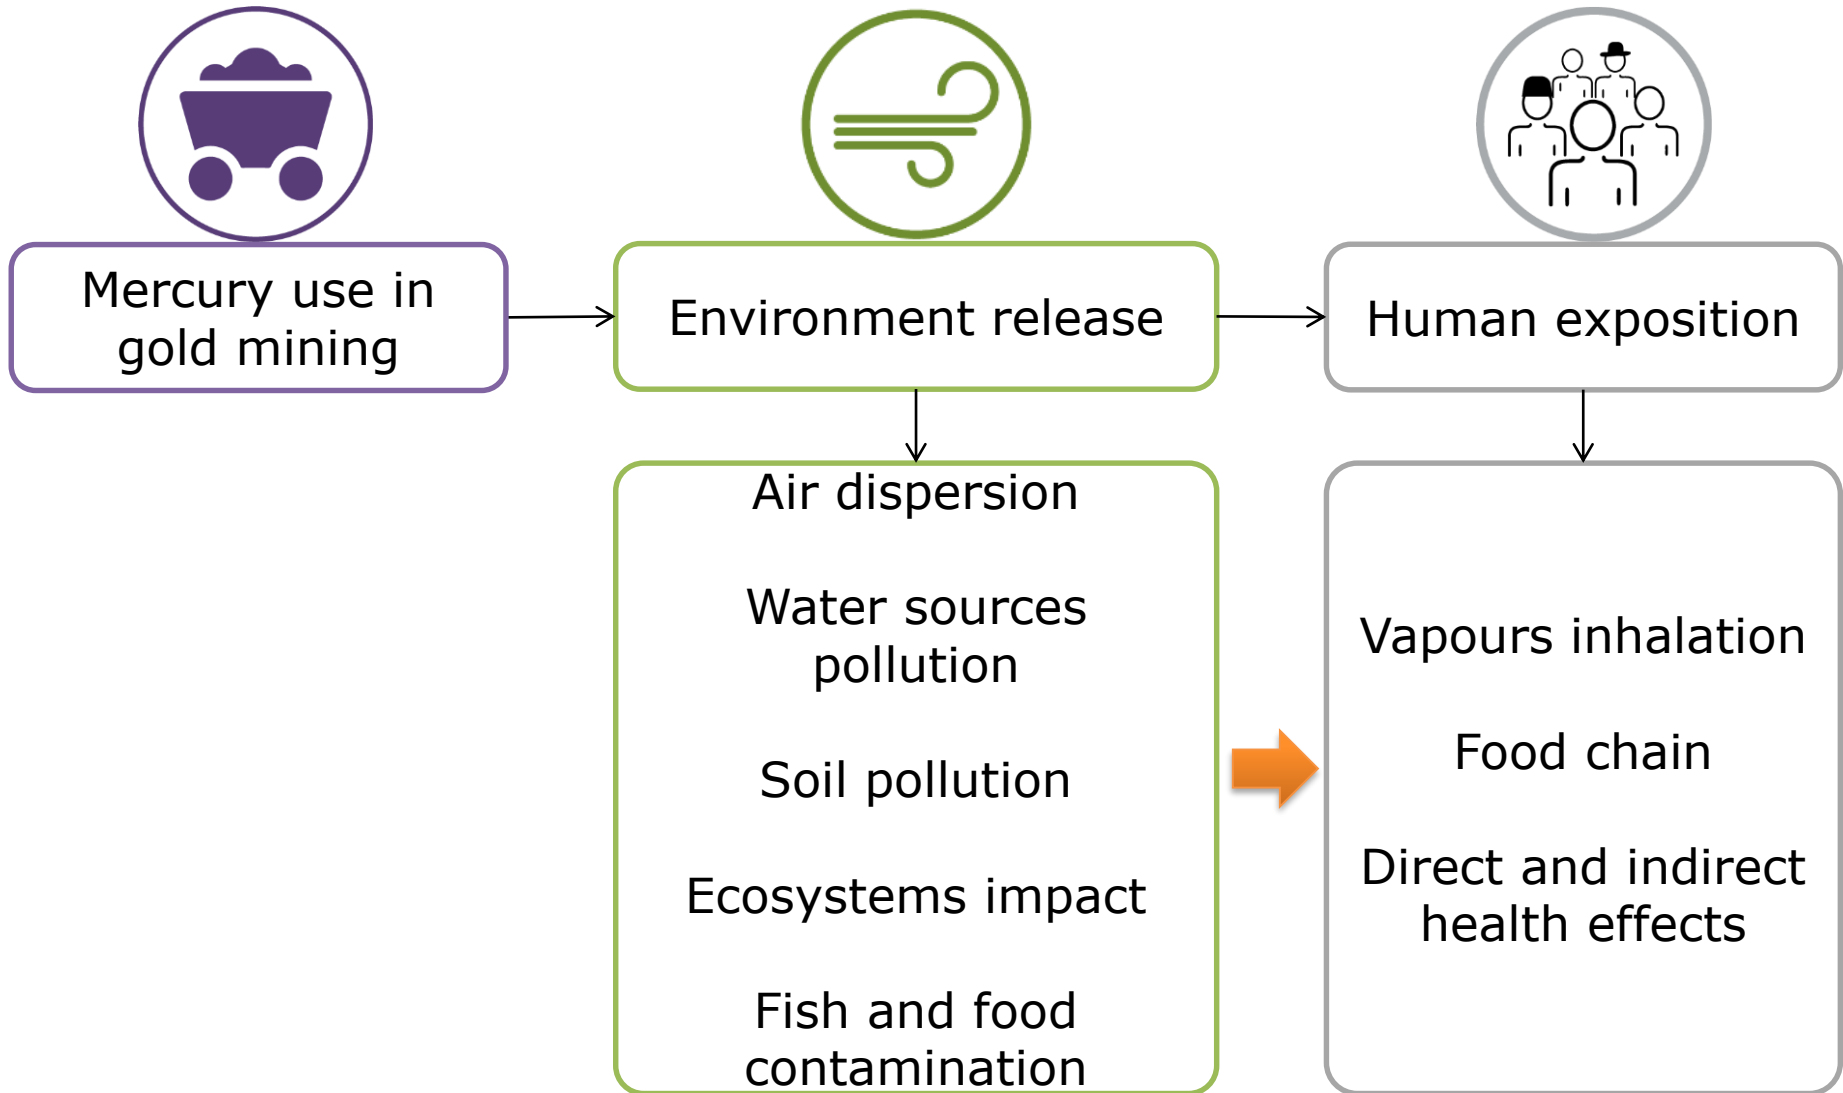 Mercury use in
gold mining
Environment release
Human exposition
Air dispersion
Water sources
pollution
Soil pollution
Ecosystems impact
Fish and food
contamination
Vapours inhalation
Food chain
Direct and indirect
health effects